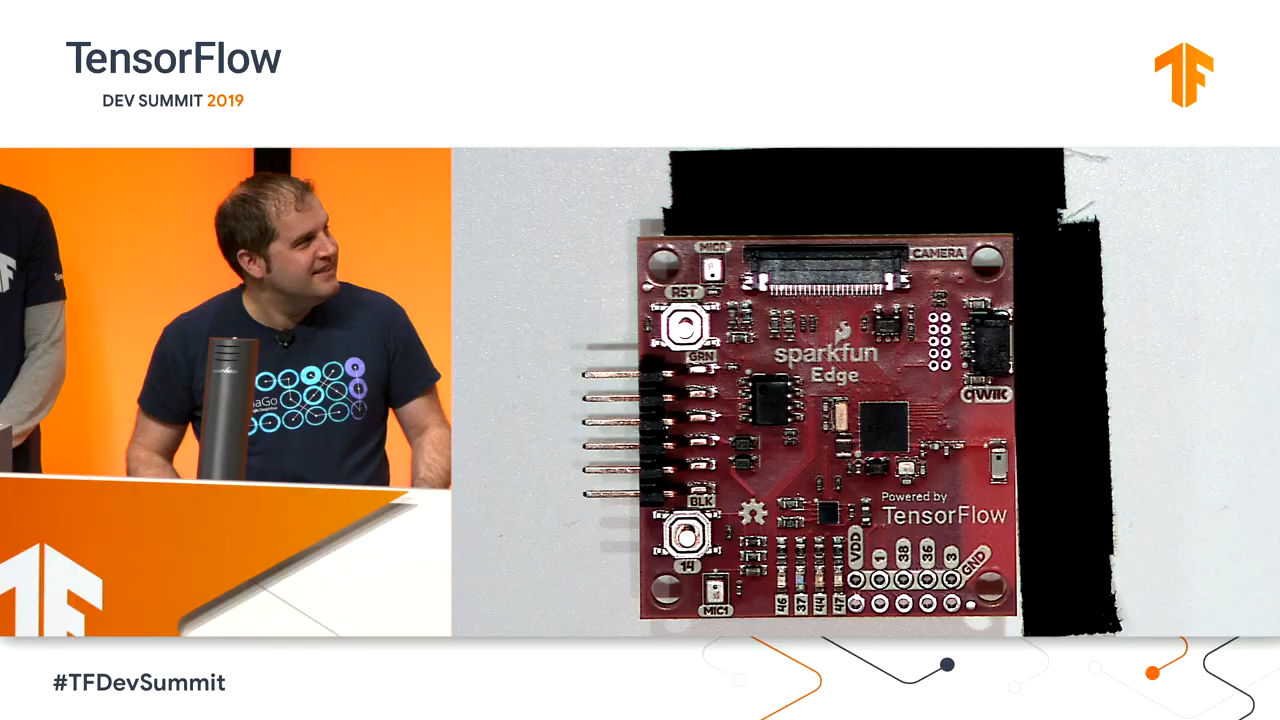 TensorFlow
DEV SUMMIT 2019
MIC0
CAMERA
RST
GRN
sparkfun
Edge
QWIIC
BLK
Powered by
TensorFlow
14
MIC1
46
37
44
47
VDD
1
38
36
3
GND
#TFDevSummit